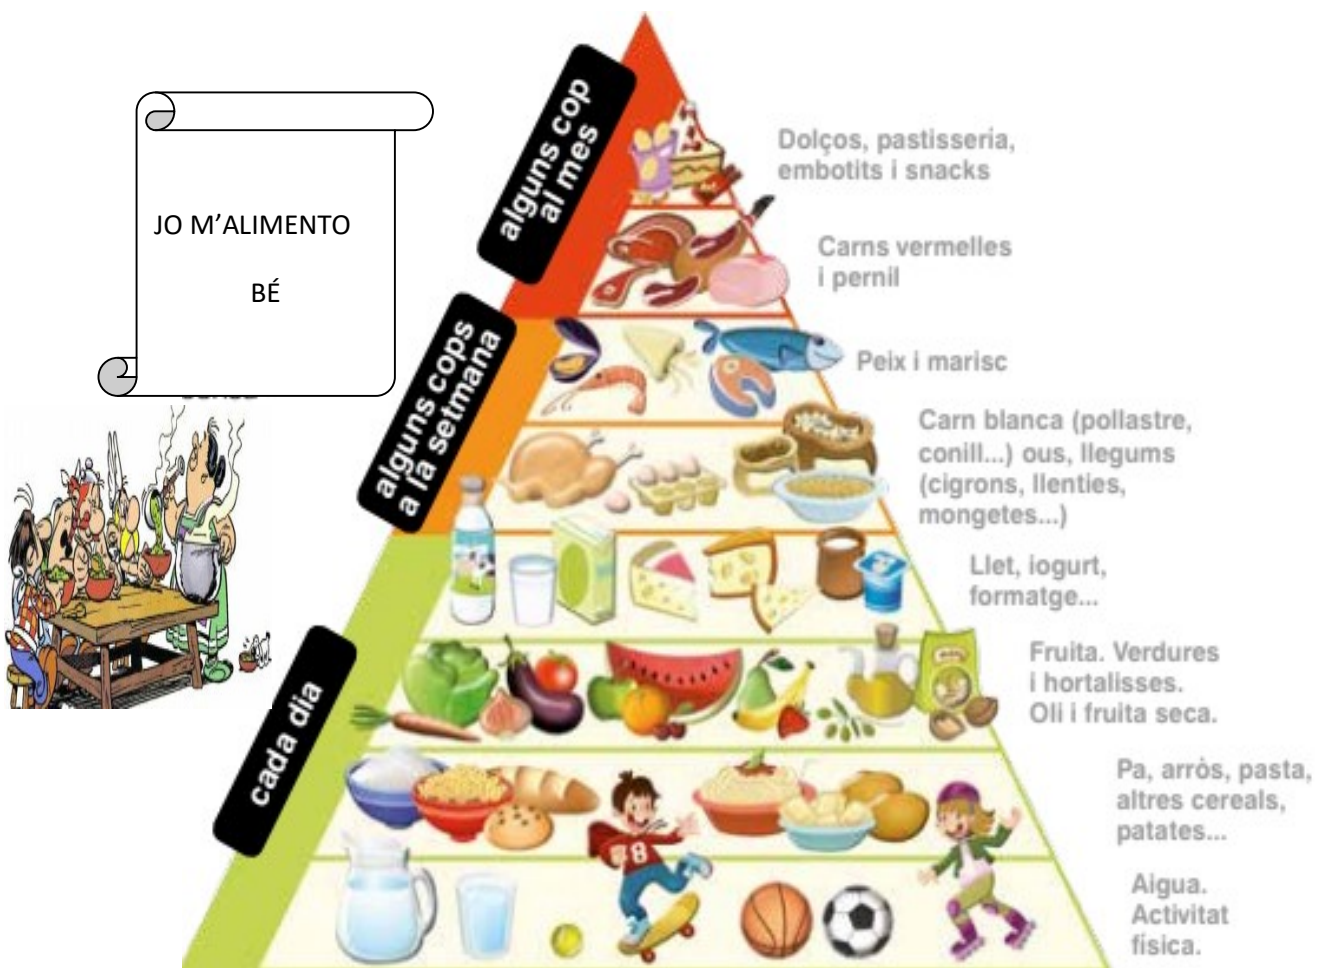 JO M’ALIMENTO
BÉ
alguns cop
al mes
Dolços, pastisseria,
embotits i snacks
Carns vermelles
i pernil
alguns cops
a la setmana
Peix i marisc
Carn blanca (pollastre,
conill...) ous, llegums
(cigrons, llenties,
mongetes...)
Llet, iogurt,
formatge...
cada dia
Fruita. Verdures
i hortalisses.
Oli i fruita seca.
Pa, arròs, pasta,
altres cereals,
patates...
88
Aigua.
Activitat
física.